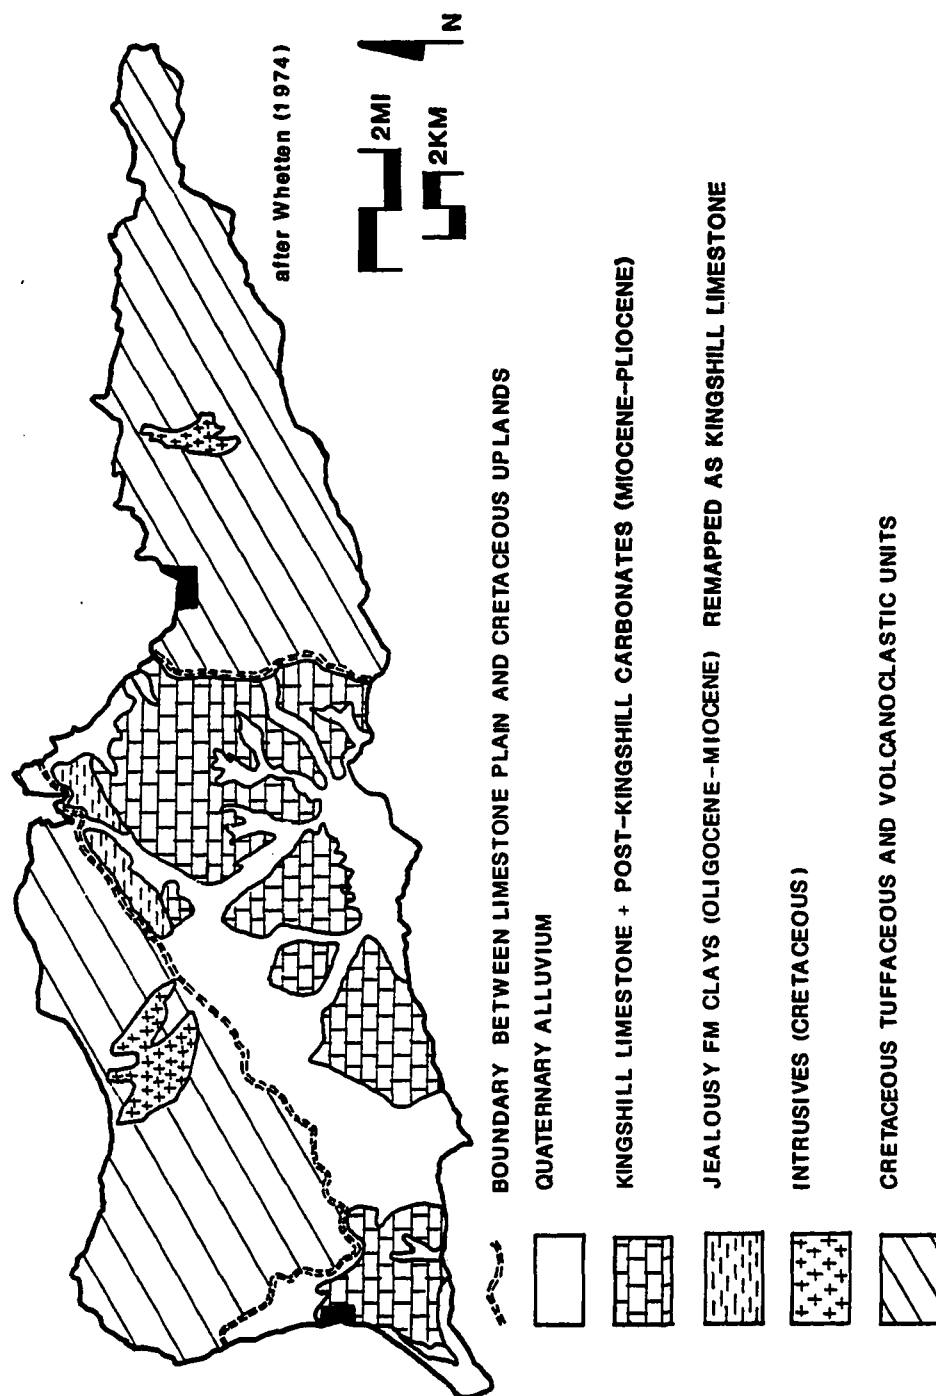 after Whetten (1974)
2MI
2KM
N
BOUNDARY BETWEEN LIMESTONE PLAIN AND CRETACEOUS UPLANDS
QUATERNARY ALLUVIUM
KINGSHILL LIMESTONE + POST-KINGSHILL CARBONATES (MIOCENE-PLIOCENE)
JEALOUSY FM CLAYS (OLIGOCENE-MIOCENE) REMAPPED AS KINGSHILL LIMESTONE
INTRUSIVES (CRETACEOUS)
CRETACEOUS TUFFACEOUS AND VOLCANOCLASTIC UNITS